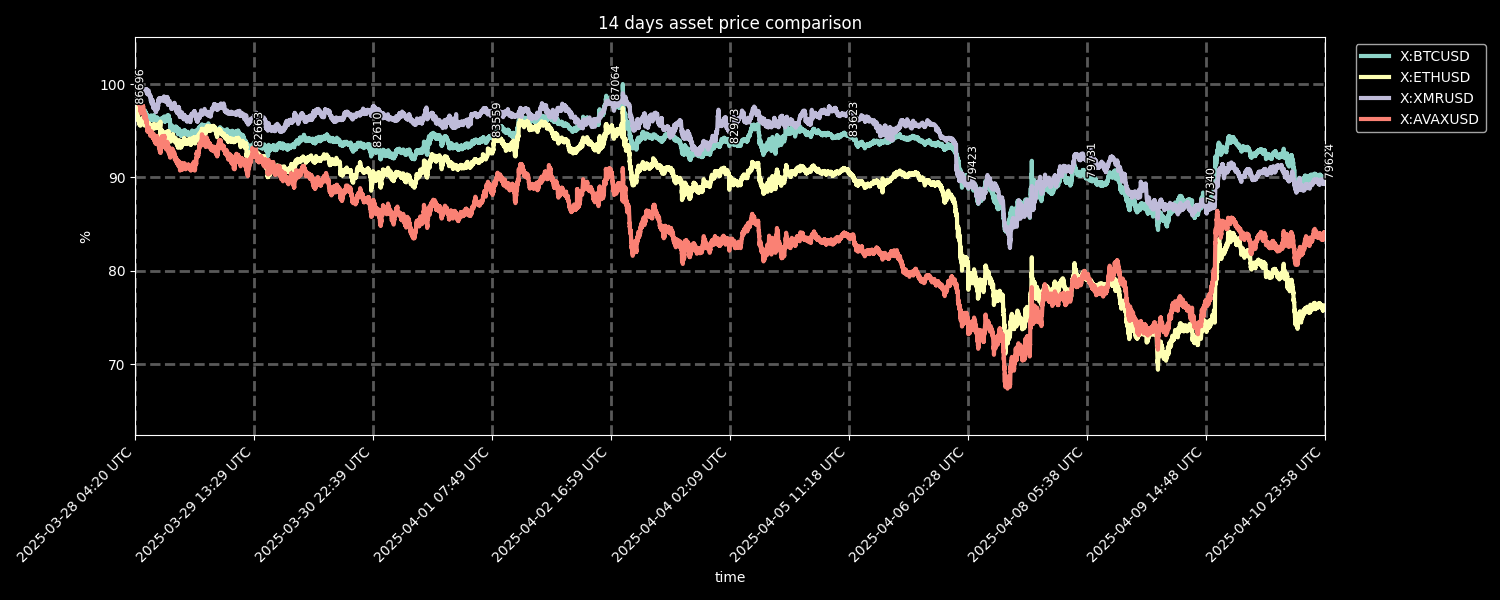 14 days asset price comparison
X:BTCUSD
X:ETHUSD
X:XMRUSD
X:AVAXUSD
100
90
80
70
%
86696
82663
82610
83559
87064
82973
83623
79423
79731
77340
79624
2025-03-28 04:20 UTC
2025-03-29 13:29 UTC
2025-03-30 22:39 UTC
2025-04-01 07:49 UTC
2025-04-02 16:59 UTC
2025-04-04 02:09 UTC
2025-04-05 11:18 UTC
2025-04-06 20:28 UTC
2025-04-08 05:38 UTC
2025-04-09 14:48 UTC
2025-04-10 23:58 UTC
time